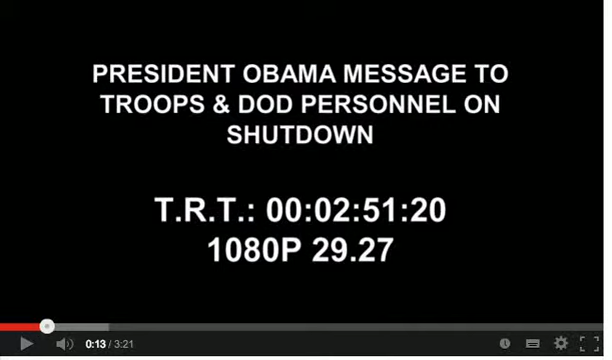 PRESIDENT OBAMA MESSAGE TO
TROOPS & DOD PERSONNEL ON
SHUTDOWN
T.R.T.: 00:02:51:20
1080P 29.27
0:13 / 3:21